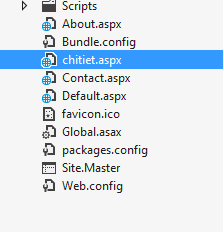 Scripts
About.aspx
Bundle.config
chitiet.aspx
Contact.aspx
Default.aspx
favicon.ico
Global.asax
packages.config
Site.Master
Web.config